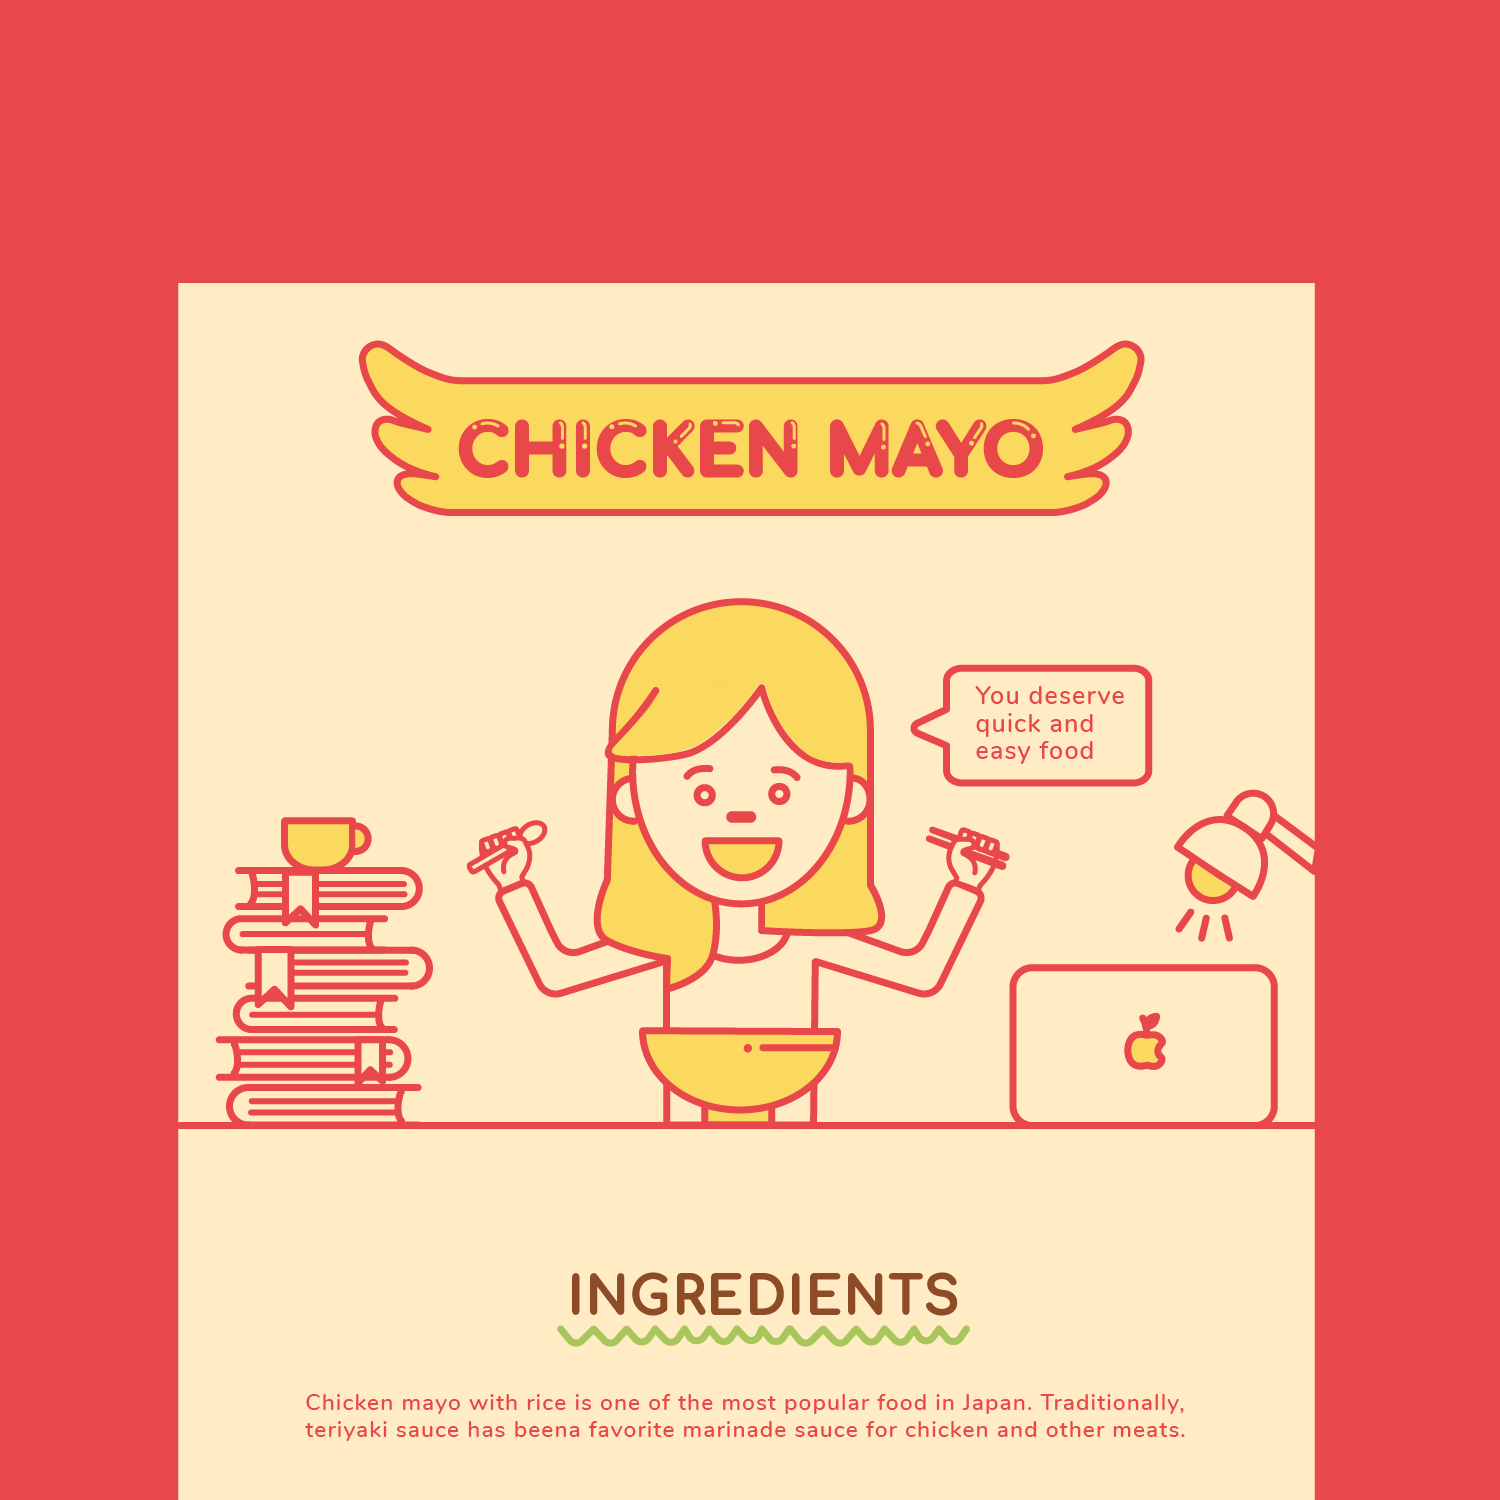 CHICKEN MAYO
You deserve
quick and
easy food
INGREDIENTS
Chicken mayo with rice is one of the most popular food in Japan. Traditionally,
teriyaki sauce has beena favorite marinade sauce for chicken and other meats.